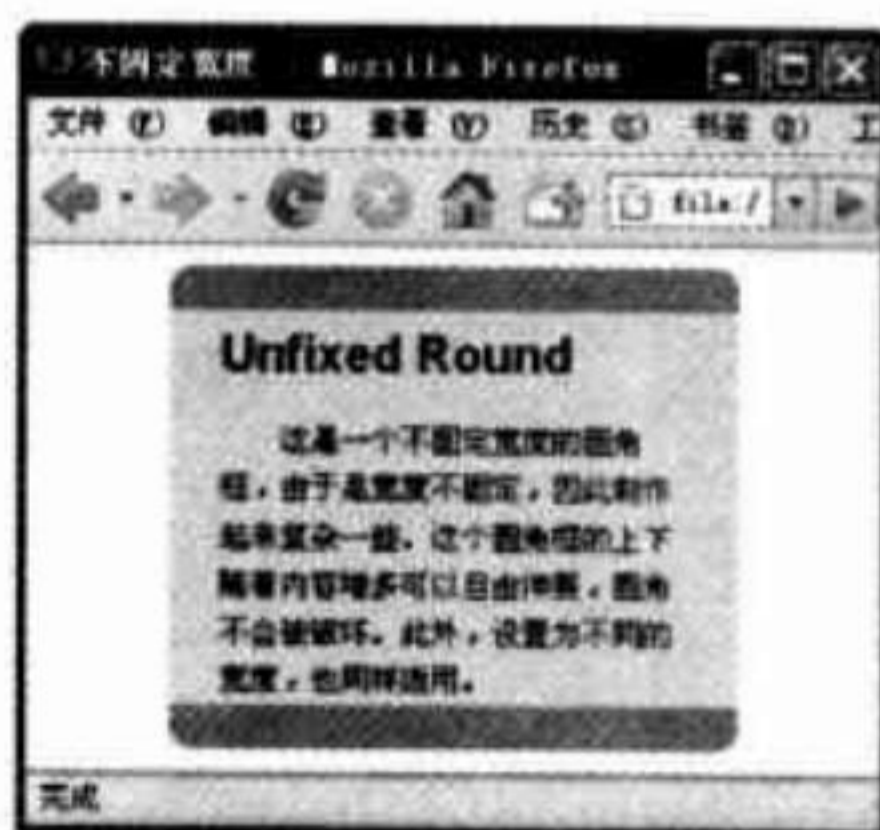 不固定宽度 Mozilla Firefox
文件 (F) 编辑 (E) 查看 (V) 历史 (S) 书签 (B) 工
file:/
Unfixed Round
这是一个不固定宽度的圆角
框，由于是宽度不固定，因此制作
起来复杂一些。这个圆角框的上下
随着内容增多可以自由伸展，圆角
不会被破坏。此外，设置为不同的
宽度，也同样适用。
完成